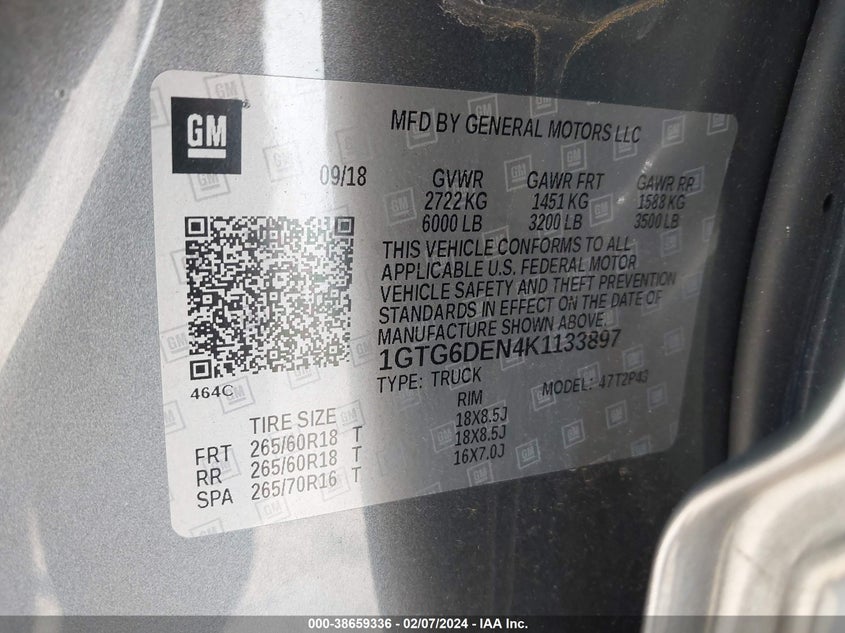 GM
MFD BY GENERAL MOTORS LLC
09/18 GVWR GAWR FRT GAWR RR
2722 KG 1451 KG 1588 KG
6000 LB 3200 LB 3500 LB
THIS VEHICLE CONFORMS TO ALL
APPLICABLE U.S. FEDERAL MOTOR
VEHICLE SAFETY AND THEFT PREVENTION
STANDARDS IN EFFECT ON THE DATE OF
MANUFACTURE SHOWN ABOVE.
1GTG6DEN4K1133897
TYPE: TRUCK MODEL: 47T2P43
464C
TIRE SIZE RIM
FRT 265/60R18 T 18X8.5J
RR 265/60R18 T 18X8.5J
SPA 265/70R16 T 16X7.0J
000-38659336 - 02/07/2024 - IAA Inc.